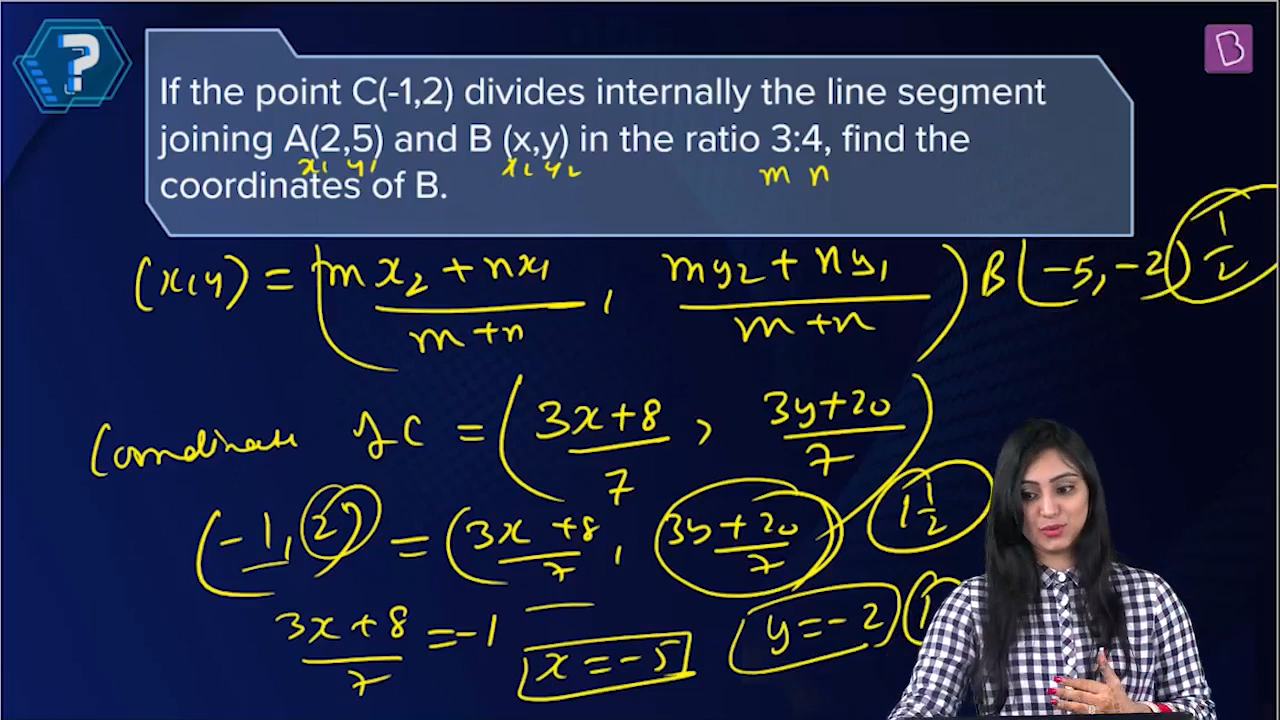 ?
B
If the point C(-1,2) divides internally the line segment
joining A(2,5) and B (x,y) in the ratio 3:4, find the
x₁ y₁ x₂ y₂ m n
coordinates of B.
(x,y) = (mx₂ + nx₁ / m+n , my₂ + ny₁ / m+n) B(-5,-2) 1/2
Coordinate of C = (3x+8 / 7 , 3y+20 / 7)
(-1, 2) = (3x+8 / 7 , 3y+20 / 7) 1 1/2
3x+8 / 7 = -1 x = -5 y = -2